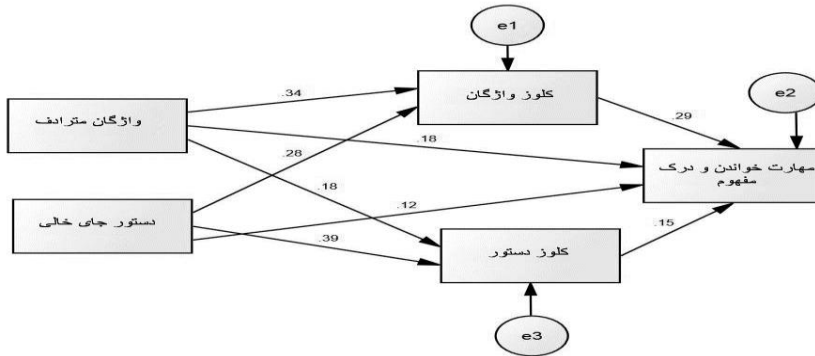 e1
کلوز واژگان
e2
.34
واژگان مترادف
.29
.18
مهارت خواندن و درک
مفهوم
.28
.18
.12
دستور جای خالی
.39
کلوز دستور
.15
e3